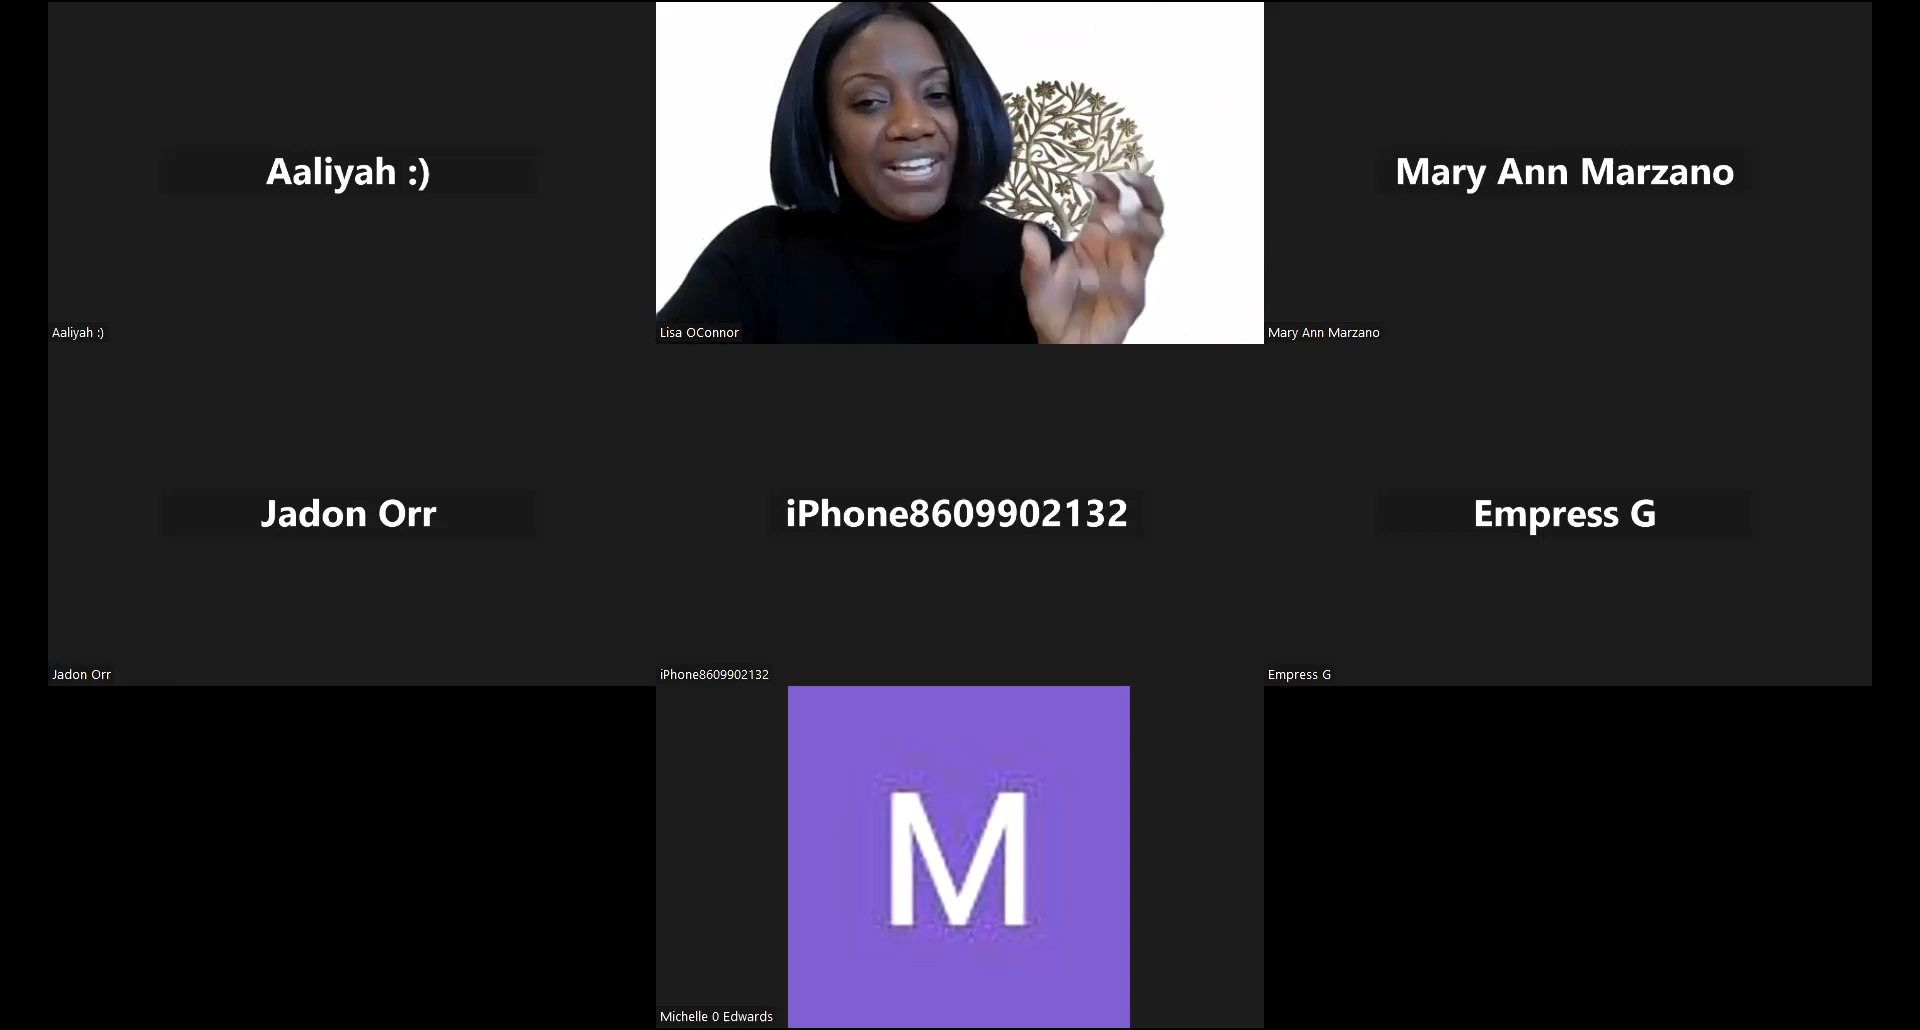 Aaliyah :)
Mary Ann Marzano
Aaliyah :)
Lisa OConnor
Mary Ann Marzano
Jadon Orr
iPhone8609902132
Empress G
Jadon Orr
iPhone8609902132
Empress G
M
Michelle 0 Edwards